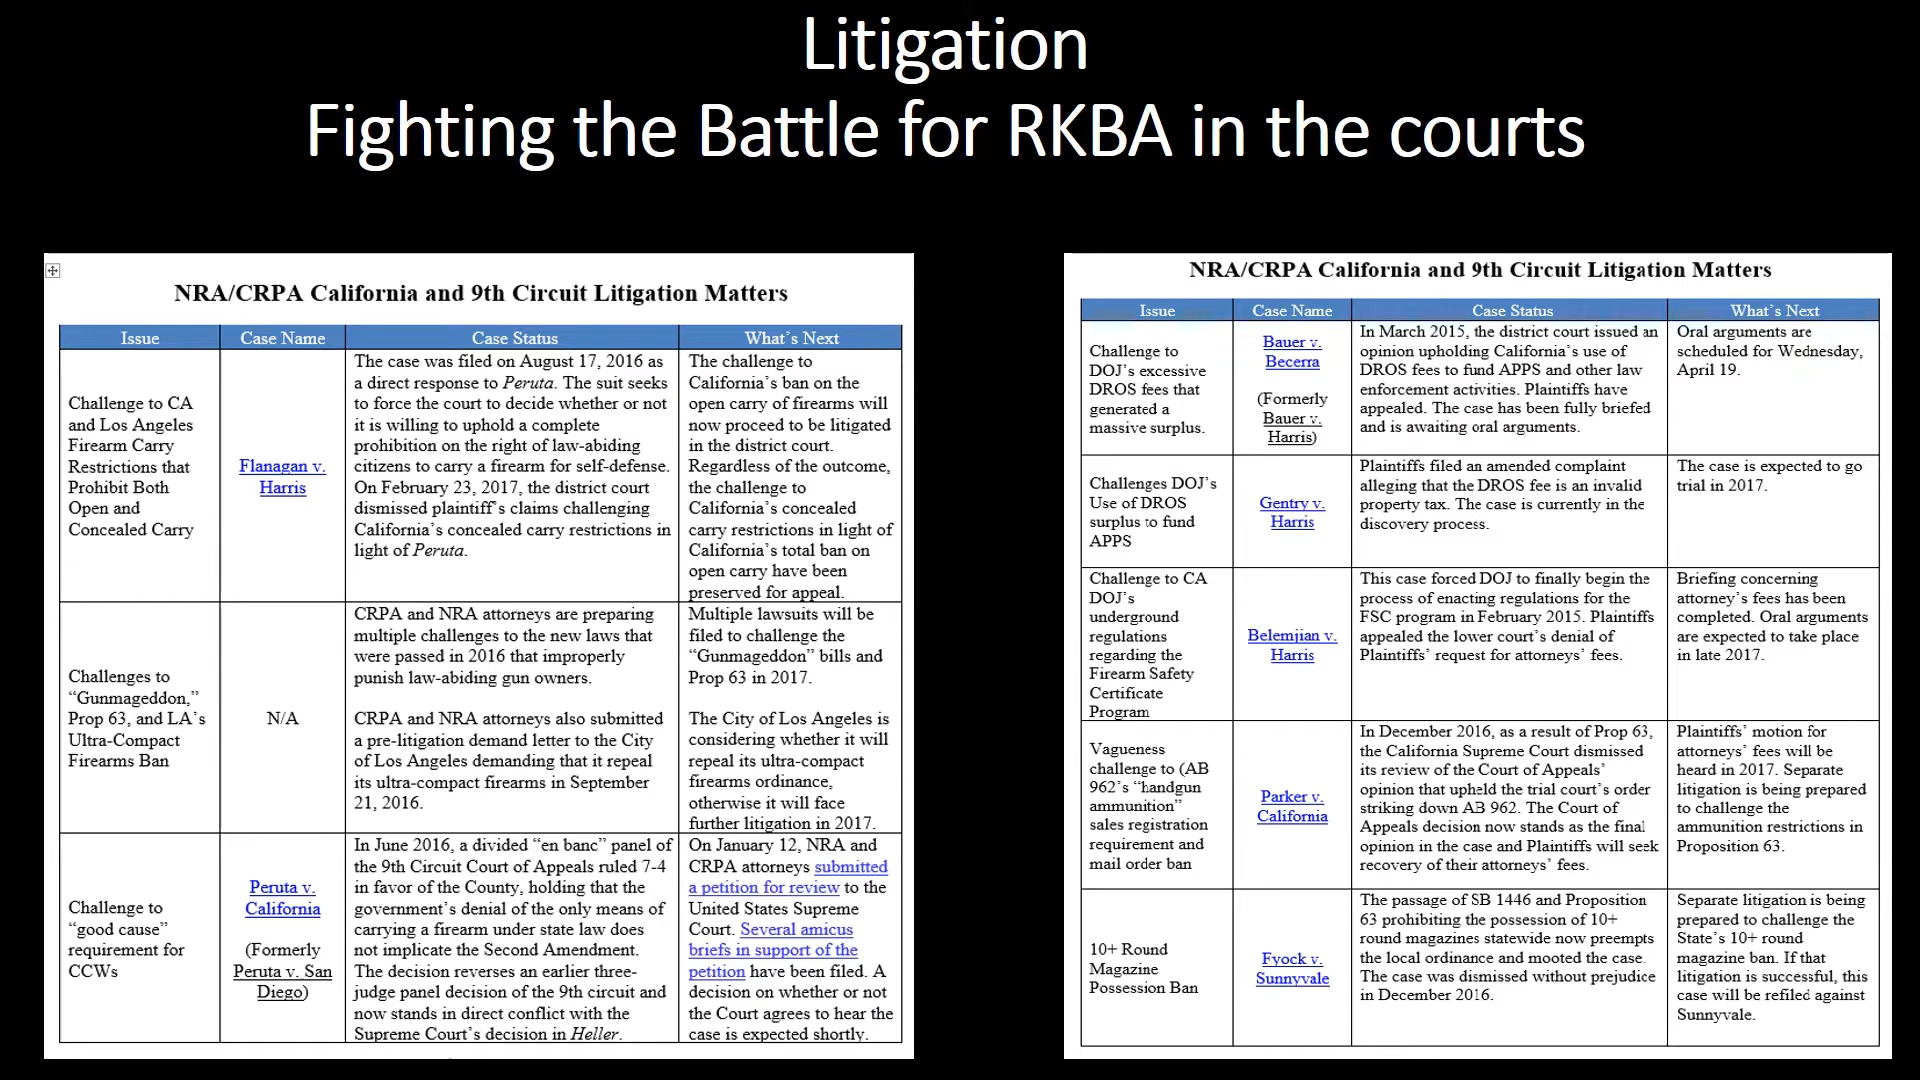 Litigation
Fighting the Battle for RKBA in the courts
NRA/CRPA California and 9th Circuit Litigation Matters
Issue
Case Name
Case Status
What's Next
Challenge to CA
and Los Angeles
Firearm Carry
Restrictions that
Prohibit Both
Open and
Concealed Carry
Flanagan v.
Harris
The case was filed on August 17, 2016 as
a direct response to Peruta. The suit seeks
to force the court to decide whether or not
it is willing to uphold a complete
prohibition on the right of law-abiding
citizens to carry a firearm for self-defense.
On February 23, 2017, the district court
dismissed plaintiff's claims challenging
California's concealed carry restrictions in
light of Peruta.
The challenge to
California's ban on the
open carry of firearms will
now proceed to be litigated
in the district court.
Regardless of the outcome,
the challenge to
California's concealed
carry restrictions in light of
California's total ban on
open carry have been
preserved for appeal.
Challenges to
“Gunmageddon,”
Prop 63, and LA's
Ultra-Compact
Firearms Ban
N/A
CRPA and NRA attorneys are preparing
multiple challenges to the new laws that
were passed in 2016 that improperly
punish law-abiding gun owners.
CRPA and NRA attorneys also submitted
a pre-litigation demand letter to the City
of Los Angeles demanding that it repeal
its ultra-compact firearms in September
21, 2016.
Multiple lawsuits will be
filed to challenge the
“Gunmageddon” bills and
Prop 63 in 2017.
The City of Los Angeles is
considering whether it will
repeal its ultra-compact
firearms ordinance,
otherwise it will face
further litigation in 2017.
Challenge to
“good cause”
requirement for
CCWs
Peruta v.
California
(Formerly
Peruta v. San
Diego)
In June 2016, a divided “en banc” panel of
the 9th Circuit Court of Appeals ruled 7-4
in favor of the County, holding that the
government's denial of the only means of
carrying a firearm under state law does
not implicate the Second Amendment.
The decision reverses an earlier three-
judge panel decision of the 9th circuit and
now stands in direct conflict with the
Supreme Court's decision in Heller.
On January 12, NRA and
CRPA attorneys submitted
a petition for review to the
United States Supreme
Court. Several amicus
briefs in support of the
petition have been filed. A
decision on whether or not
the Court agrees to hear the
case is expected shortly.
NRA/CRPA California and 9th Circuit Litigation Matters
Issue
Case Name
Case Status
What's Next
Challenge to
DOJ's excessive
DROS fees that
generated a
massive surplus.
Bauer v.
Becerra
(Formerly
Bauer v.
Harris)
In March 2015, the district court issued an
opinion upholding California's use of
DROS fees to fund APPS and other law
enforcement activities. Plaintiffs have
appealed. The case has been fully briefed
and is awaiting oral arguments.
Oral arguments are
scheduled for Wednesday,
April 19.
Challenges DOJ's
Use of DROS
surplus to fund
APPS
Gentry v.
Harris
Plaintiffs filed an amended complaint
alleging that the DROS fee is an invalid
property tax. The case is currently in the
discovery process.
The case is expected to go
trial in 2017.
Challenge to CA
DOJ's
underground
regulations
regarding the
Firearm Safety
Certificate
Program
Belemjian v.
Harris
This case forced DOJ to finally begin the
process of enacting regulations for the
FSC program in February 2015. Plaintiffs
appealed the lower court's denial of
Plaintiffs' request for attorneys' fees.
Briefing concerning
attorney's fees has been
completed. Oral arguments
are expected to take place
in late 2017.
Vagueness
challenge to (AB
962's “handgun
ammunition”
sales registration
requirement and
mail order ban
Parker v.
California
In December 2016, as a result of Prop 63,
the California Supreme Court dismissed
its review of the Court of Appeals'
opinion that upheld the trial court's order
striking down AB 962. The Court of
Appeals decision now stands as the final
opinion in the case and Plaintiffs will seek
recovery of their attorneys' fees.
Plaintiffs' motion for
attorneys' fees will be
heard in 2017. Separate
litigation is being prepared
to challenge the
ammunition restrictions in
Proposition 63.
10+ Round
Magazine
Possession Ban
Fyock v.
Sunnyvale
The passage of SB 1446 and Proposition
63 prohibiting the possession of 10+
round magazines statewide now preempts
the local ordinance and mooted the case.
The case was dismissed without prejudice
in December 2016.
Separate litigation is being
prepared to challenge the
State's 10+ round
magazine ban. If that
litigation is successful, this
case will be refiled against
Sunnyvale.